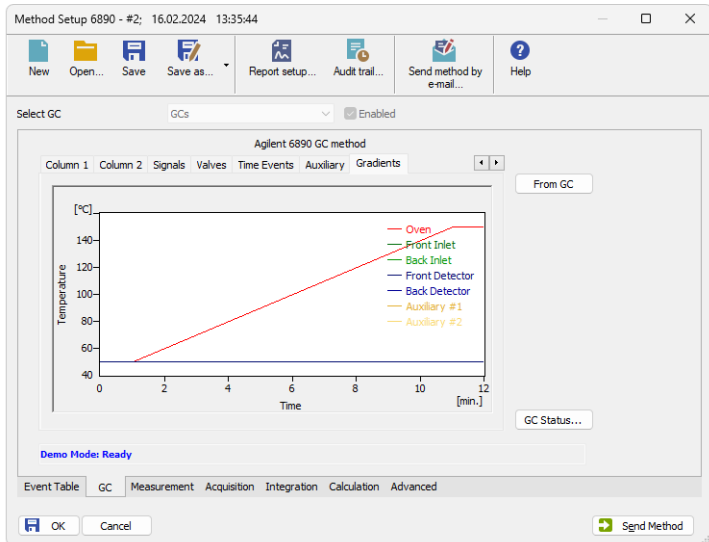 Method Setup 6890 - #2;   16.02.2024   13:35:44
New Open... Save Save as... Report setup... Audit trail... Send method by e-mail... Help
Select GC GCs Enabled
Agilent 6890 GC method
Column 1 Column 2 Signals Valves Time Events Auxiliary Gradients
From GC
[°C]
140
120
100
80
60
40
Temperature
Oven
Front Inlet
Back Inlet
Front Detector
Back Detector
Auxiliary #1
Auxiliary #2
0 2 4 6 8 10 12
Time [min.]
GC Status...
Demo Mode: Ready
Event Table GC Measurement Acquisition Integration Calculation Advanced
OK Cancel Send Method